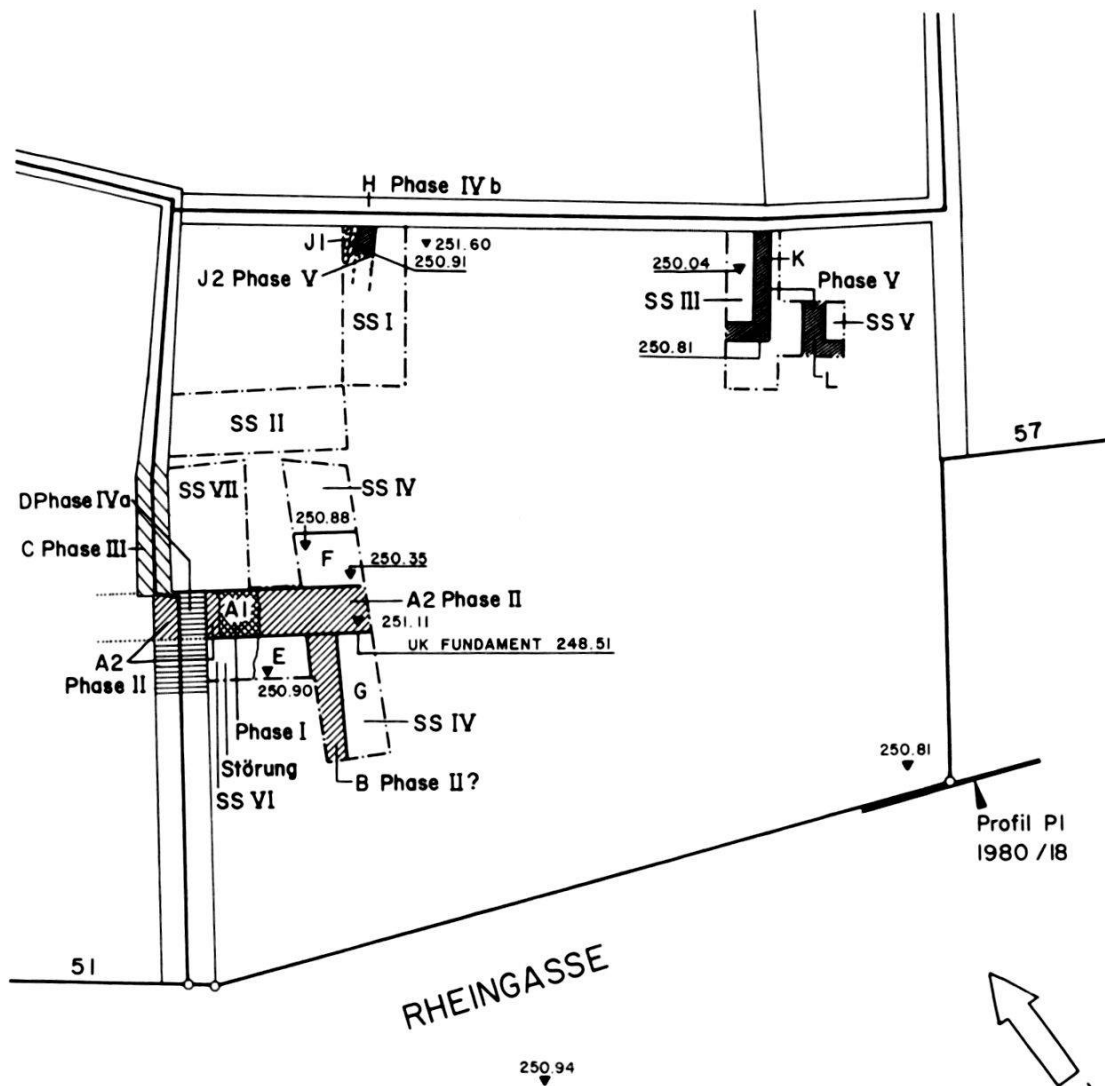 H Phase IV b
J1
▼ 251.60
250.91
J2 Phase V
250.04
K
Phase V
SS III
SS V
SS I
250.81
L
SS II
57
SS VII
SS IV
D Phase IVa
250.88
C Phase III
F
250.35
A1
A2 Phase II
251.11
UK FUNDAMENT 248.51
A2
Phase II
E
250.90
G
Phase I
SS IV
Störung
B Phase II?
SS VI
250.81
Profil P1
1980/18
51
RHEINGASSE
250.94